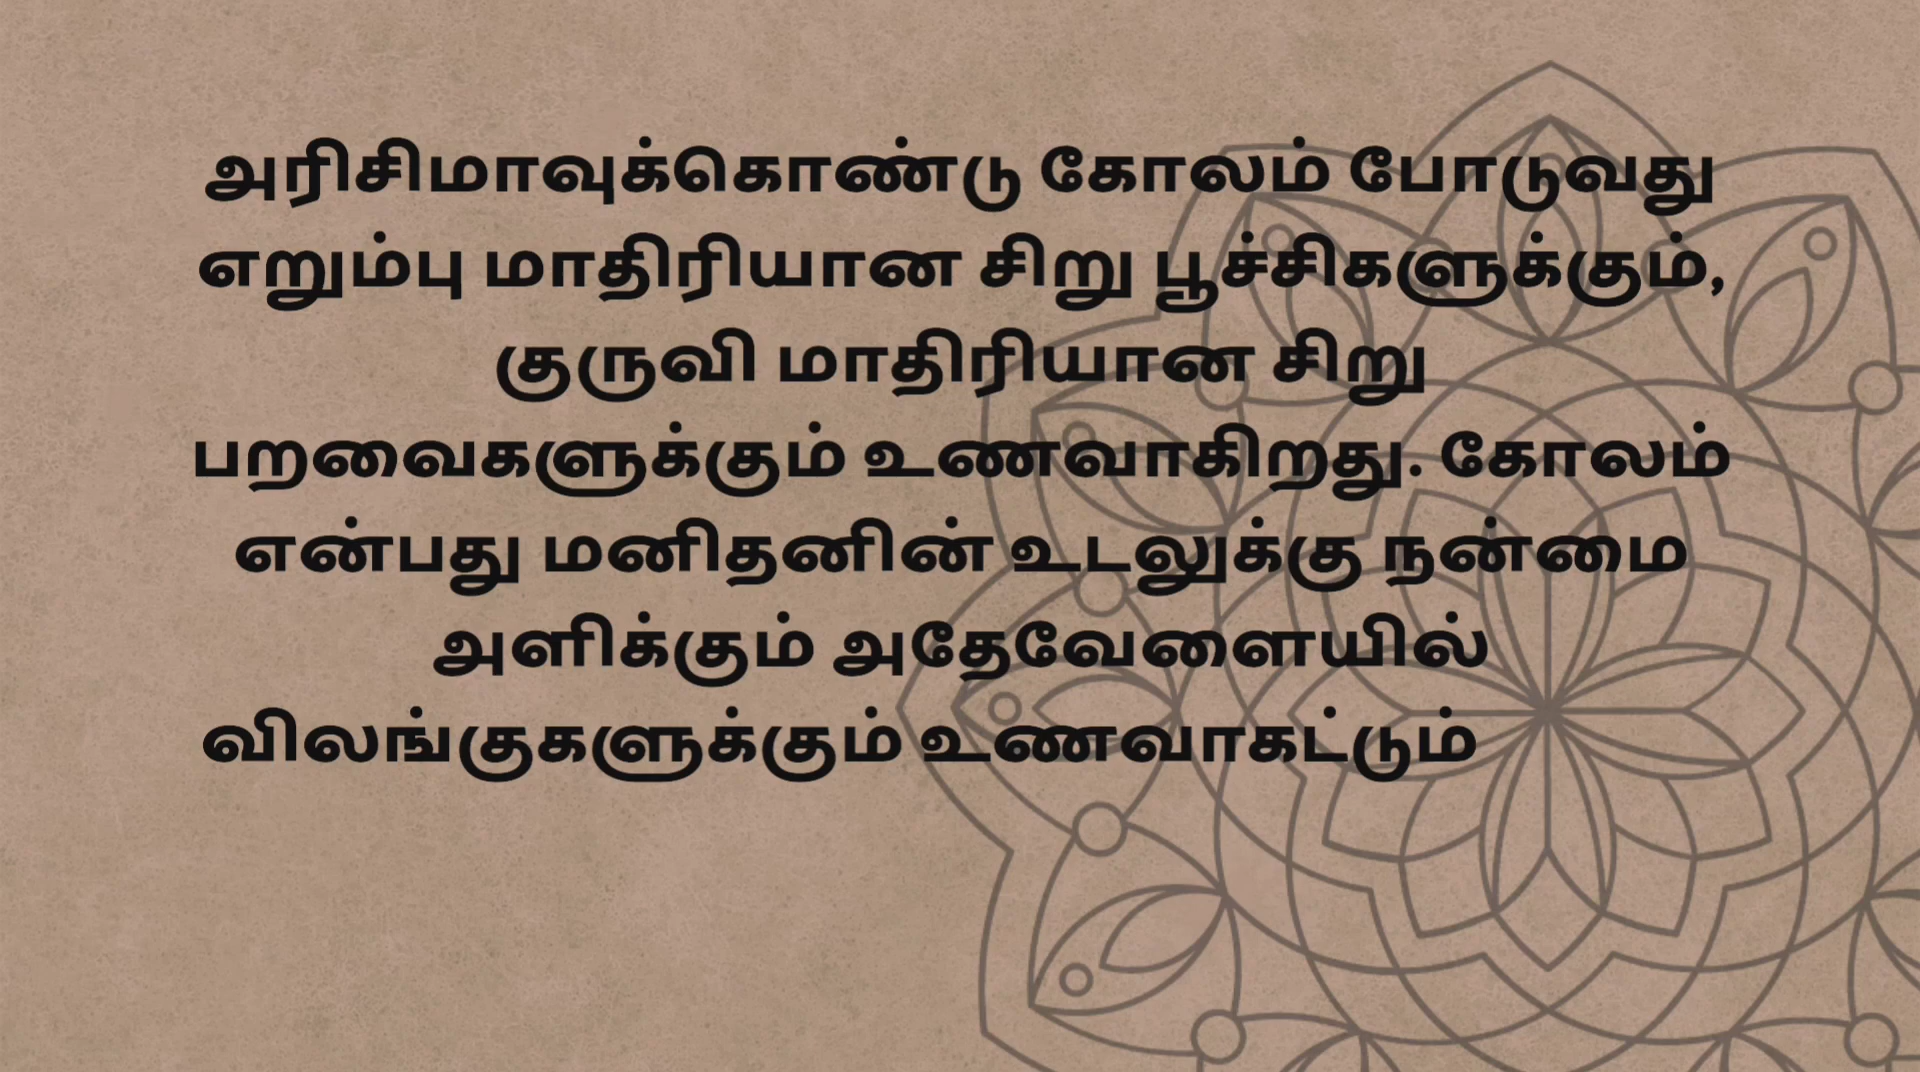 அரிசிமாவுக்கொண்டு கோலம் போடுவது
எறும்பு மாதிரியான சிறு பூச்சிகளுக்கும்,
குருவி மாதிரியான சிறு
பறவைகளுக்கும் உணவாகிறது. கோலம்
என்பது மனிதனின் உடலுக்கு நன்மை
அளிக்கும் அதேவேளையில்
விலங்குகளுக்கும் உணவாகட்டும்